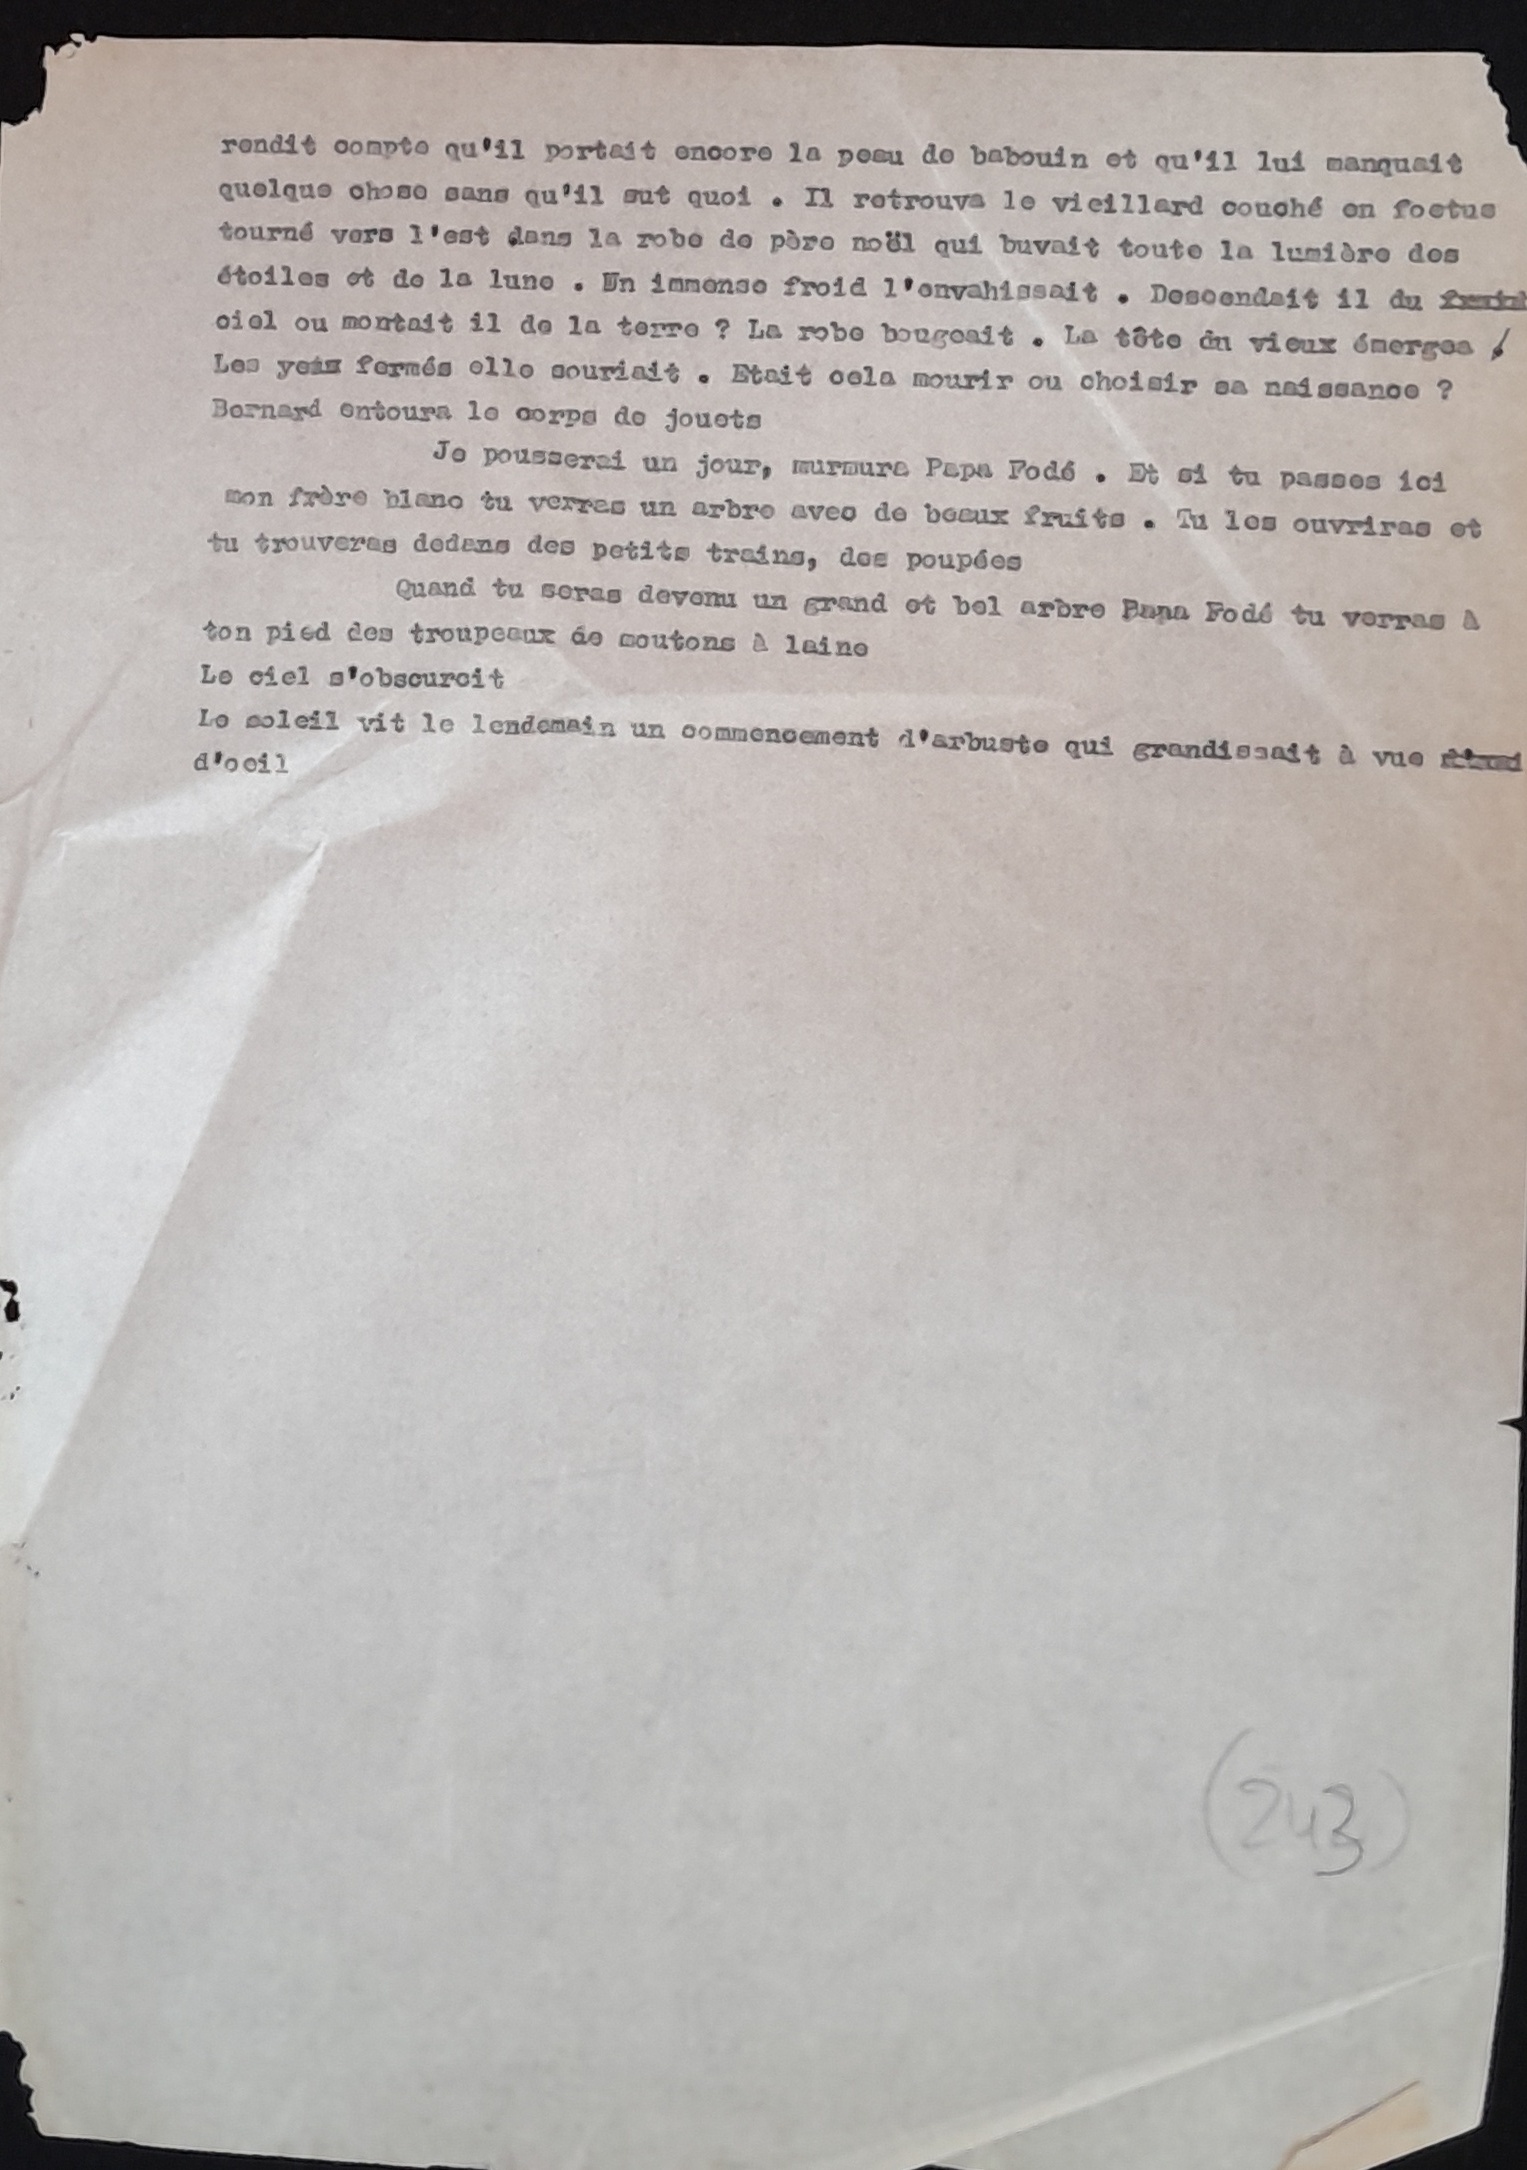 rendit compte qu'il portait encore la peau de babouin et qu'il lui manquait
quelque chose sans qu'il sut quoi . Il retrouva le vieillard couché en foetus
tourné vers l'est dans la robe de père noël qui buvait toute la lumière des
étoiles et de la lune . Un immense froid l'envahissait . Descendait il du
ciel ou montait il de la terre ? La robe bougeait . La tête du vieux émergea !
Les yeux fermés elle souriait . Etait cela mourir ou choisir sa naissance ?
Bernard entoura le corps de jouets
Je pousserai un jour, murmura Papa Fodé . Et si tu passes ici
mon frère blanc tu verras un arbre avec de beaux fruits . Tu les ouvriras et
tu trouveras dedans des petits trains, des poupées
Quand tu seras devenu un grand et bel arbre Papa Fodé tu verras à
ton pied des troupeaux de moutons à laine
Le ciel s'obscurcit
Le soleil vit le lendemain un commencement d'arbuste qui grandissait à vue
d'oeil
(243)